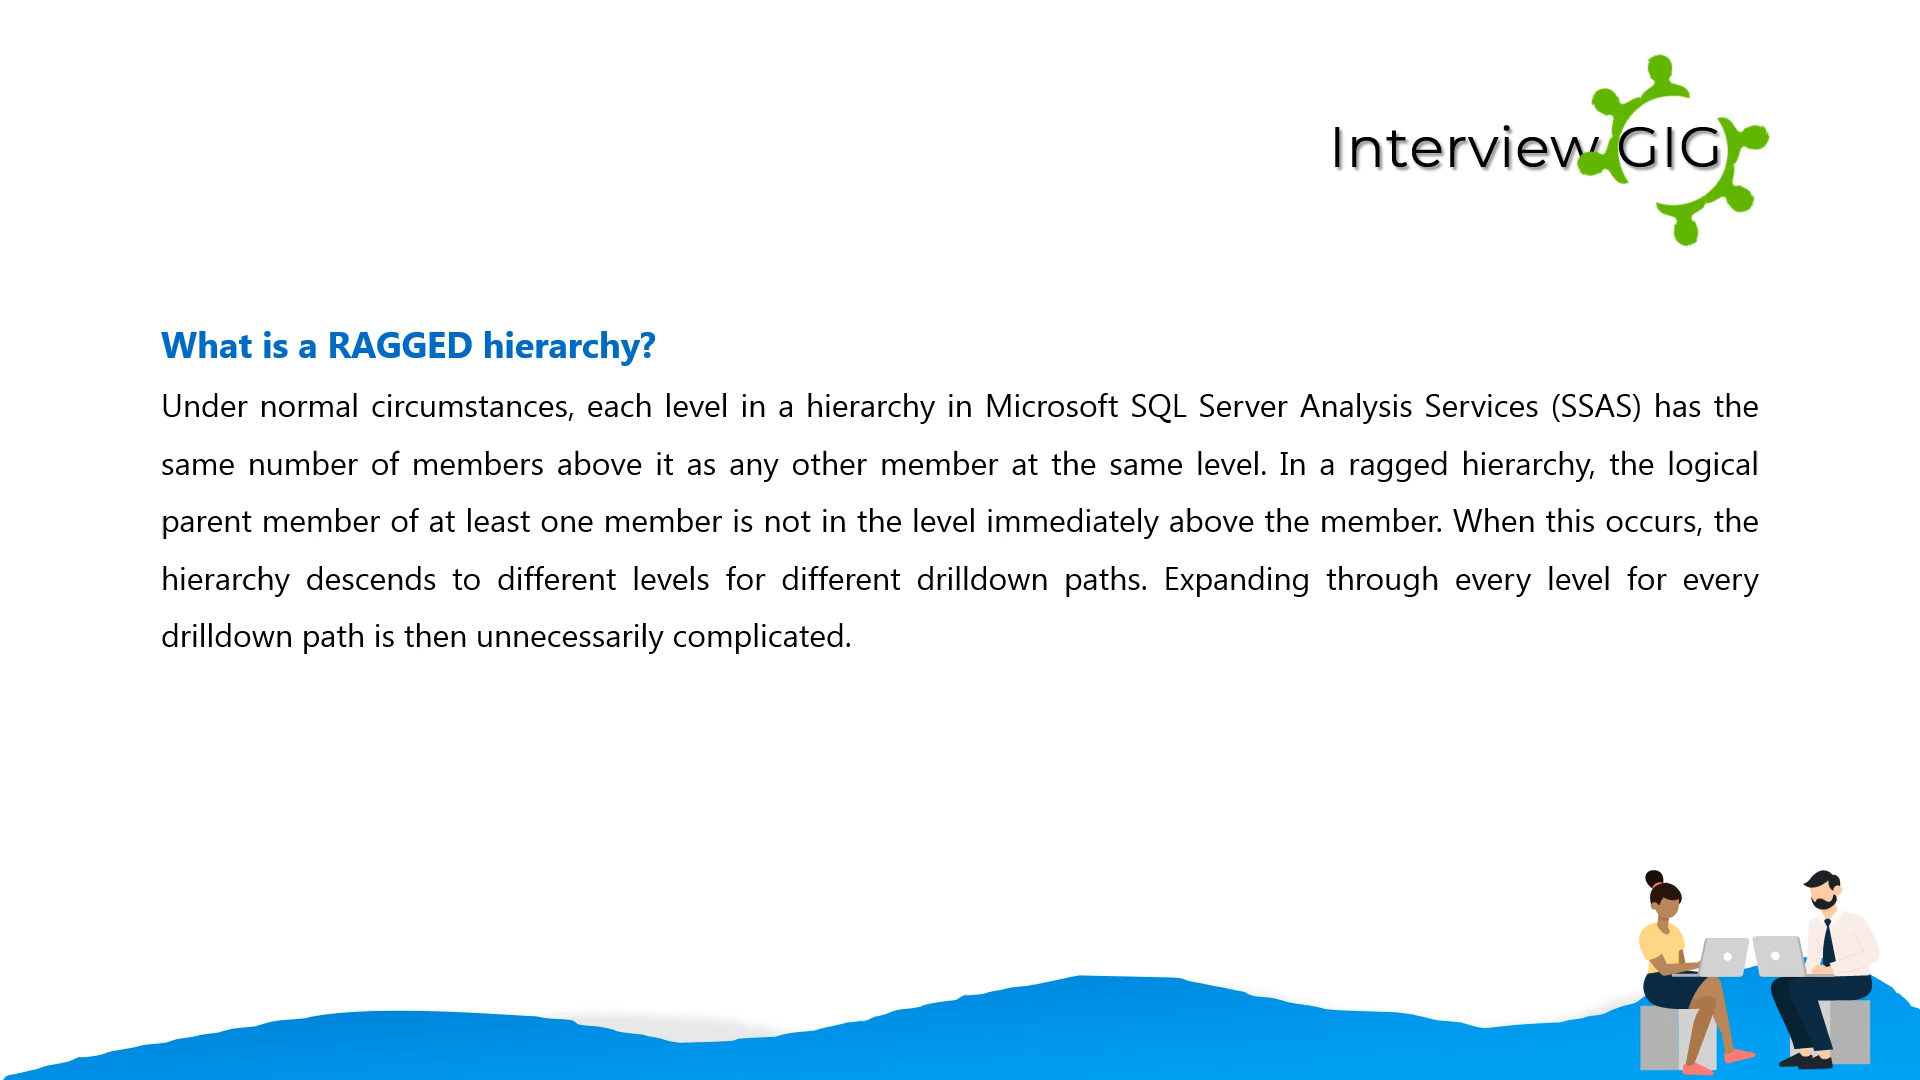 Interview GIG
What is a RAGGED hierarchy?
Under normal circumstances, each level in a hierarchy in Microsoft SQL Server Analysis Services (SSAS) has the
same number of members above it as any other member at the same level. In a ragged hierarchy, the logical
parent member of at least one member is not in the level immediately above the member. When this occurs, the
hierarchy descends to different levels for different drilldown paths. Expanding through every level for every
drilldown path is then unnecessarily complicated.